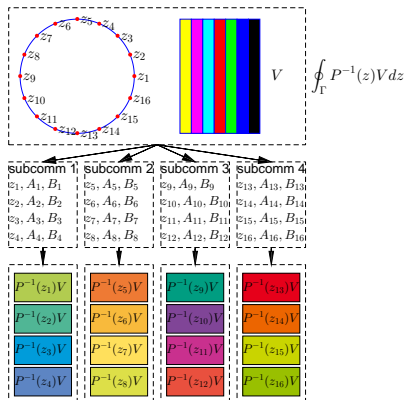 z₅
z₆ z₄
z₇ z₃
z₈ z₂
z₉ z₁ V ∮_Γ P⁻¹(z)Vdz
z₁₀ z₁₆
z₁₁ z₁₅
z₁₂ z₁₃ z₁₄
subcomm 1 subcomm 2 subcomm 3 subcomm 4
z₁, A₁, B₁ z₅, A₅, B₅ z₉, A₉, B₉ z₁₃, A₁₃, B₁₃
z₂, A₂, B₂ z₆, A₆, B₆ z₁₀, A₁₀, B₁₀ z₁₄, A₁₄, B₁₄
z₃, A₃, B₃ z₇, A₇, B₇ z₁₁, A₁₁, B₁₁ z₁₅, A₁₅, B₁₅
z₄, A₄, B₄ z₈, A₈, B₈ z₁₂, A₁₂, B₁₂ z₁₆, A₁₆, B₁₆
P⁻¹(z₁)V P⁻¹(z₅)V P⁻¹(z₉)V P⁻¹(z₁₃)V
P⁻¹(z₂)V P⁻¹(z₆)V P⁻¹(z₁₀)V P⁻¹(z₁₄)V
P⁻¹(z₃)V P⁻¹(z₇)V P⁻¹(z₁₁)V P⁻¹(z₁₅)V
P⁻¹(z₄)V P⁻¹(z₈)V P⁻¹(z₁₂)V P⁻¹(z₁₆)V